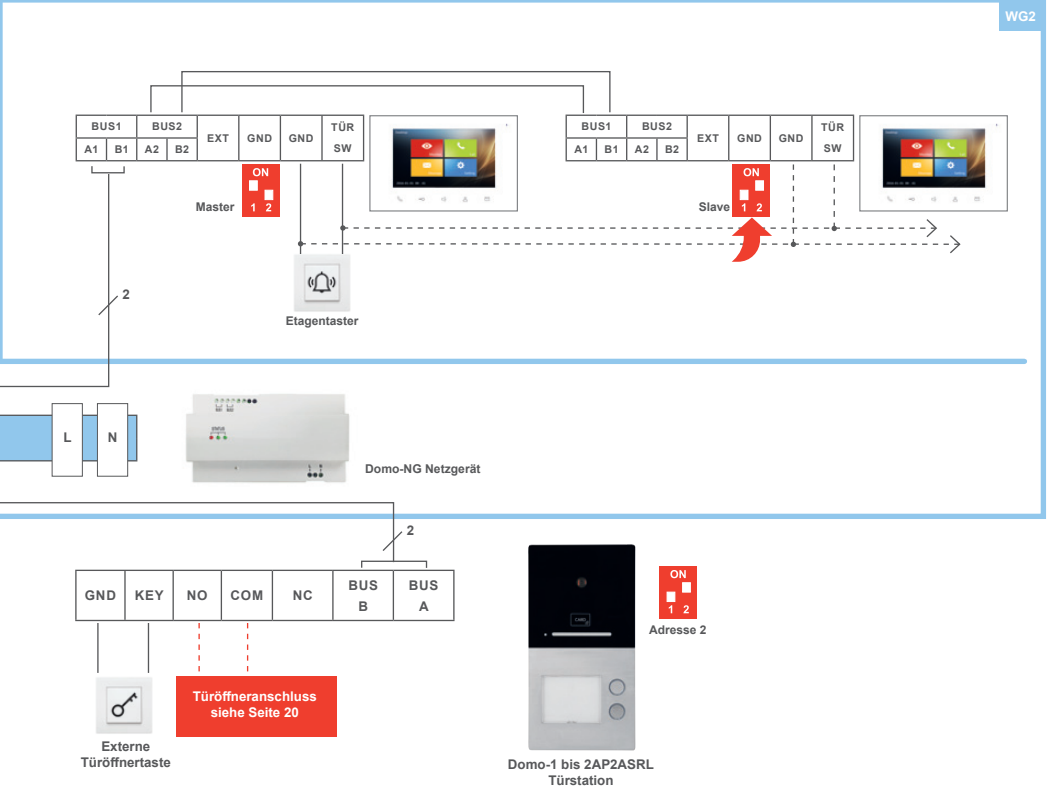 WG2
BUS1 BUS2 EXT GND GND TÜR SW
A1 B1 A2 B2
BUS1 BUS2 EXT GND GND TÜR SW
A1 B1 A2 B2
Master
ON
1 2
Slave
ON
1 2
2
Etagentaster
L
N
STATUS
Domo-NG Netzgerät
2
GND KEY NO COM NC BUS B BUS A
ON
1 2
Adresse 2
Türöffneranschluss
siehe Seite 20
Externe
Türöffnertaste
Domo-1 bis 2AP2ASRL
Türstation